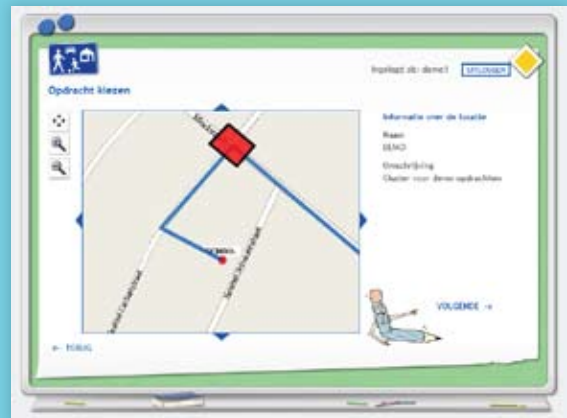 Ingelogd als: demo1
UITLOGGEN
Opdracht kiezen
Informatie over de locatie
Naam
DEMO
Omschrijving
Cluster voor demo opdrachten
SCHOOL
VOLGENDE →
← TERUG